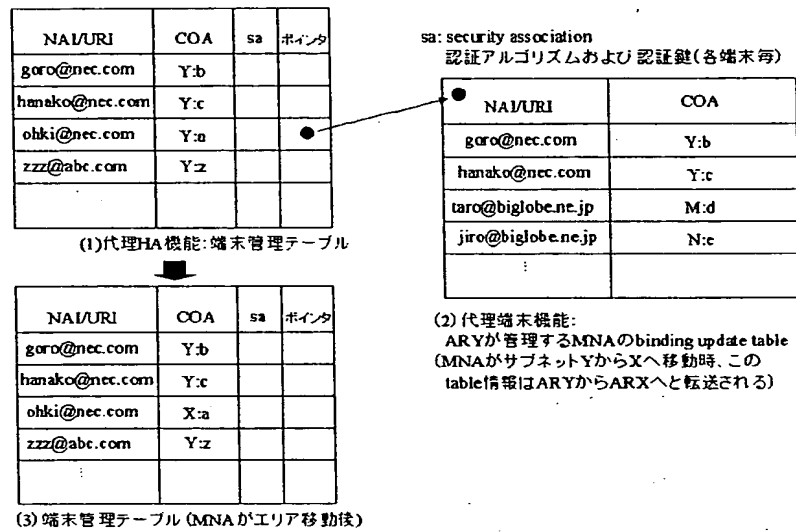 NAI/URI COA sa ポインタ
goro@nec.com Y:b
hanako@nec.com Y:c
ohki@nec.com Y:a
zzz@abc.com Y:z
(1)代理HA機能:端末管理テーブル
NAI/URI COA sa ポインタ
goro@nec.com Y:b
hanako@nec.com Y:c
ohki@nec.com X:a
zzz@abc.com Y:z
⋮
(3)端末管理テーブル(MNAがエリア移動後)
sa: security association
認証アルゴリズムおよび認証鍵(各端末毎)
NAI/URI COA
goro@nec.com Y:b
hanako@nec.com Y:c
taro@biglobe.ne.jp M:d
jiro@biglobe.ne.jp N:e
⋮
(2)代理端末機能:
ARYが管理するMNAのbinding update table
(MNAがサブネットYからXへ移動時、この
table情報はARYからARXへと転送される)